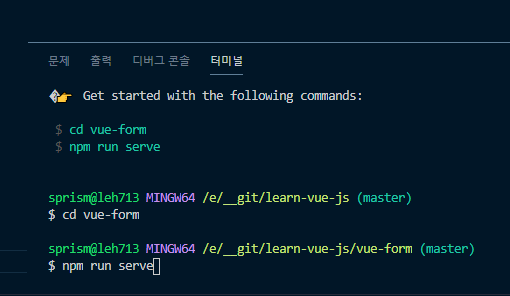 문제 출력 디버그 콘솔 터미널
👉 Get started with the following commands:
$ cd vue-form
$ npm run serve
sprism@leh713 MINGW64 /e/__git/learn-vue-js (master)
$ cd vue-form
sprism@leh713 MINGW64 /e/__git/learn-vue-js/vue-form (master)
$ npm run serve